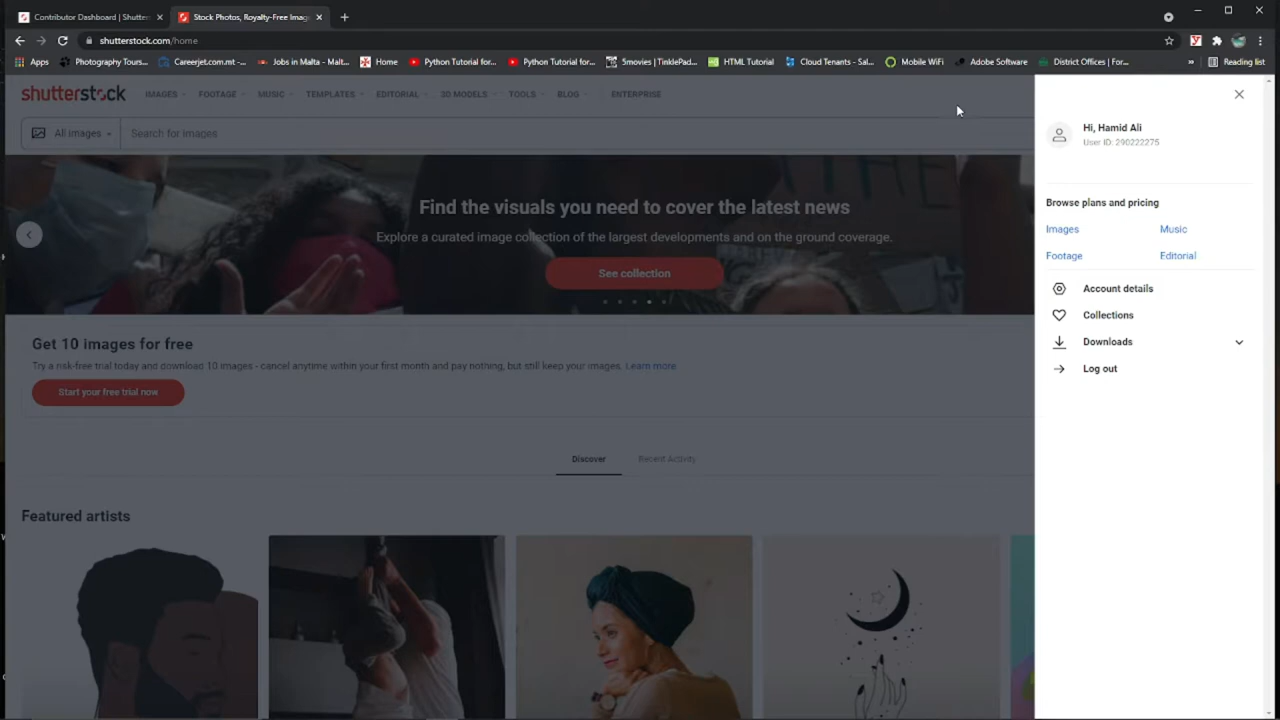 Contributor Dashboard | Shutter
Stock Photos, Royalty-Free Imag
shutterstock.com/home
Apps
Photography Tours...
Careerjet.com.mt -...
Jobs in Malta - Malt...
Home
Python Tutorial for...
Python Tutorial for...
5movies | TinklePad...
HTML Tutorial
Cloud Tenants - Sal...
Mobile WiFi
Adobe Software
District Offices | For...
»
Reading list
shutterstock
IMAGES
FOOTAGE
MUSIC
TEMPLATES
EDITORIAL
3D MODELS
TOOLS
BLOG
ENTERPRISE
All images
Search for images
Find the visuals you need to cover the latest news
Explore a curated image collection of the largest developments and on the ground coverage.
See collection
Get 10 images for free
Try a risk-free trial today and download 10 images - cancel anytime within your first month and pay nothing, but still keep your images. Learn more
Start your free trial now
Discover
Recent Activity
Featured artists
Hi, Hamid Ali
User ID: 290222275
Browse plans and pricing
Images
Music
Footage
Editorial
Account details
Collections
Downloads
Log out